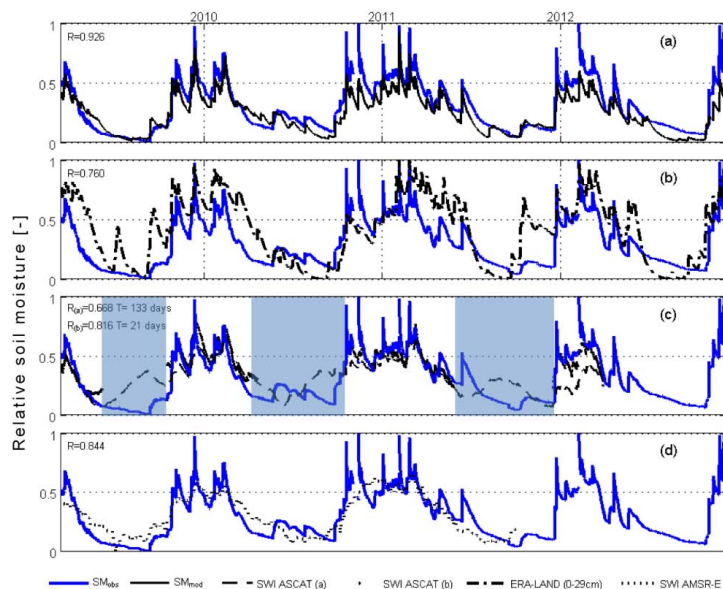 2010 2011 2012
1
R=0.926
(a)
0.5
0
1
R=0.760
(b)
0.5
0
1
R(a)=0.668 T= 133 days
(c)
R(b)=0.816 T= 21 days
0.5
0
1
R=0.844
(d)
0.5
0
Relative soil moisture [-]
SMobs SMmod SWI ASCAT (a) SWI ASCAT (b) ERA-LAND (0-29cm) SWI AMSR-E